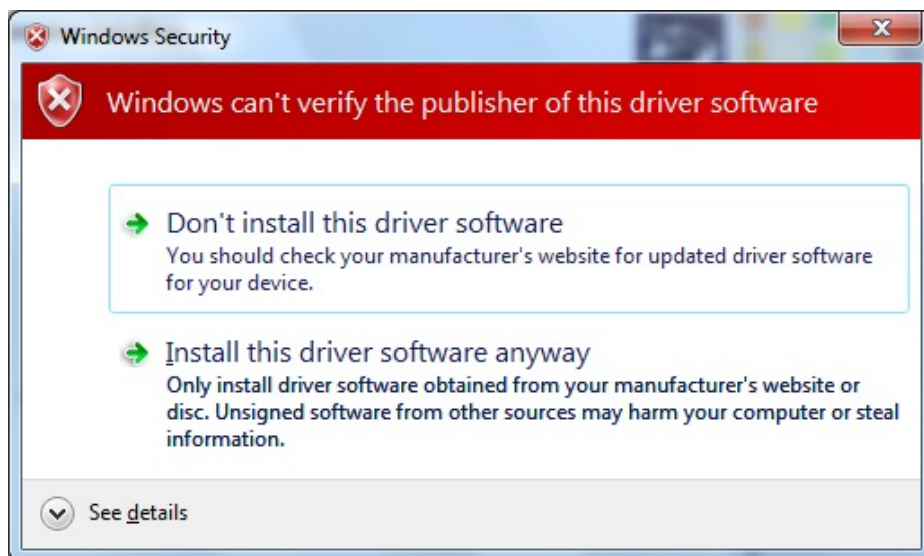 Windows Security
Windows can't verify the publisher of this driver software
Don't install this driver software
You should check your manufacturer's website for updated driver software
for your device.
Install this driver software anyway
Only install driver software obtained from your manufacturer's website or
disc. Unsigned software from other sources may harm your computer or steal
information.
See details